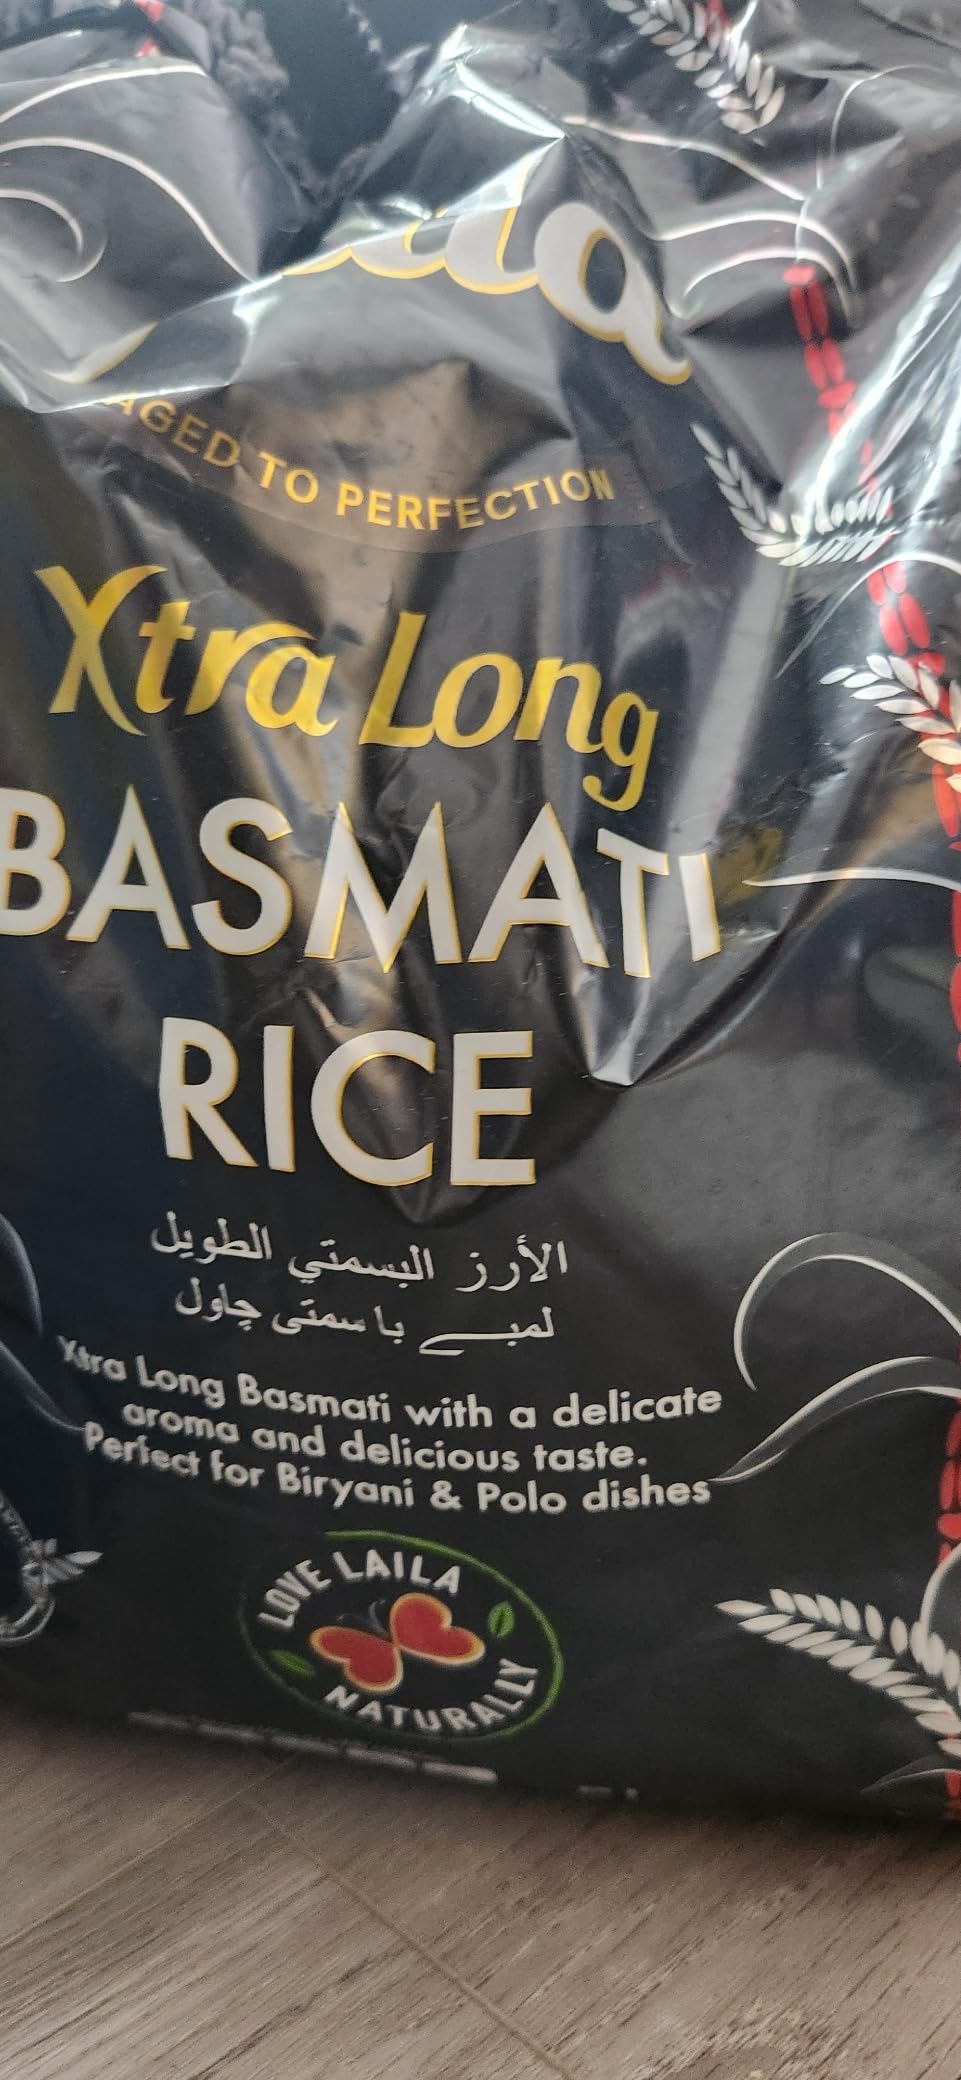 AGED TO PERFECTION
Xtra Long
BASMATI
RICE
الأرز البسمتي الطويل
لمبے باسمتی چاول
Xtra Long Basmati with a delicate
aroma and delicious taste.
Perfect for Biryani & Polo dishes
LOVE LAILA
NATURALLY